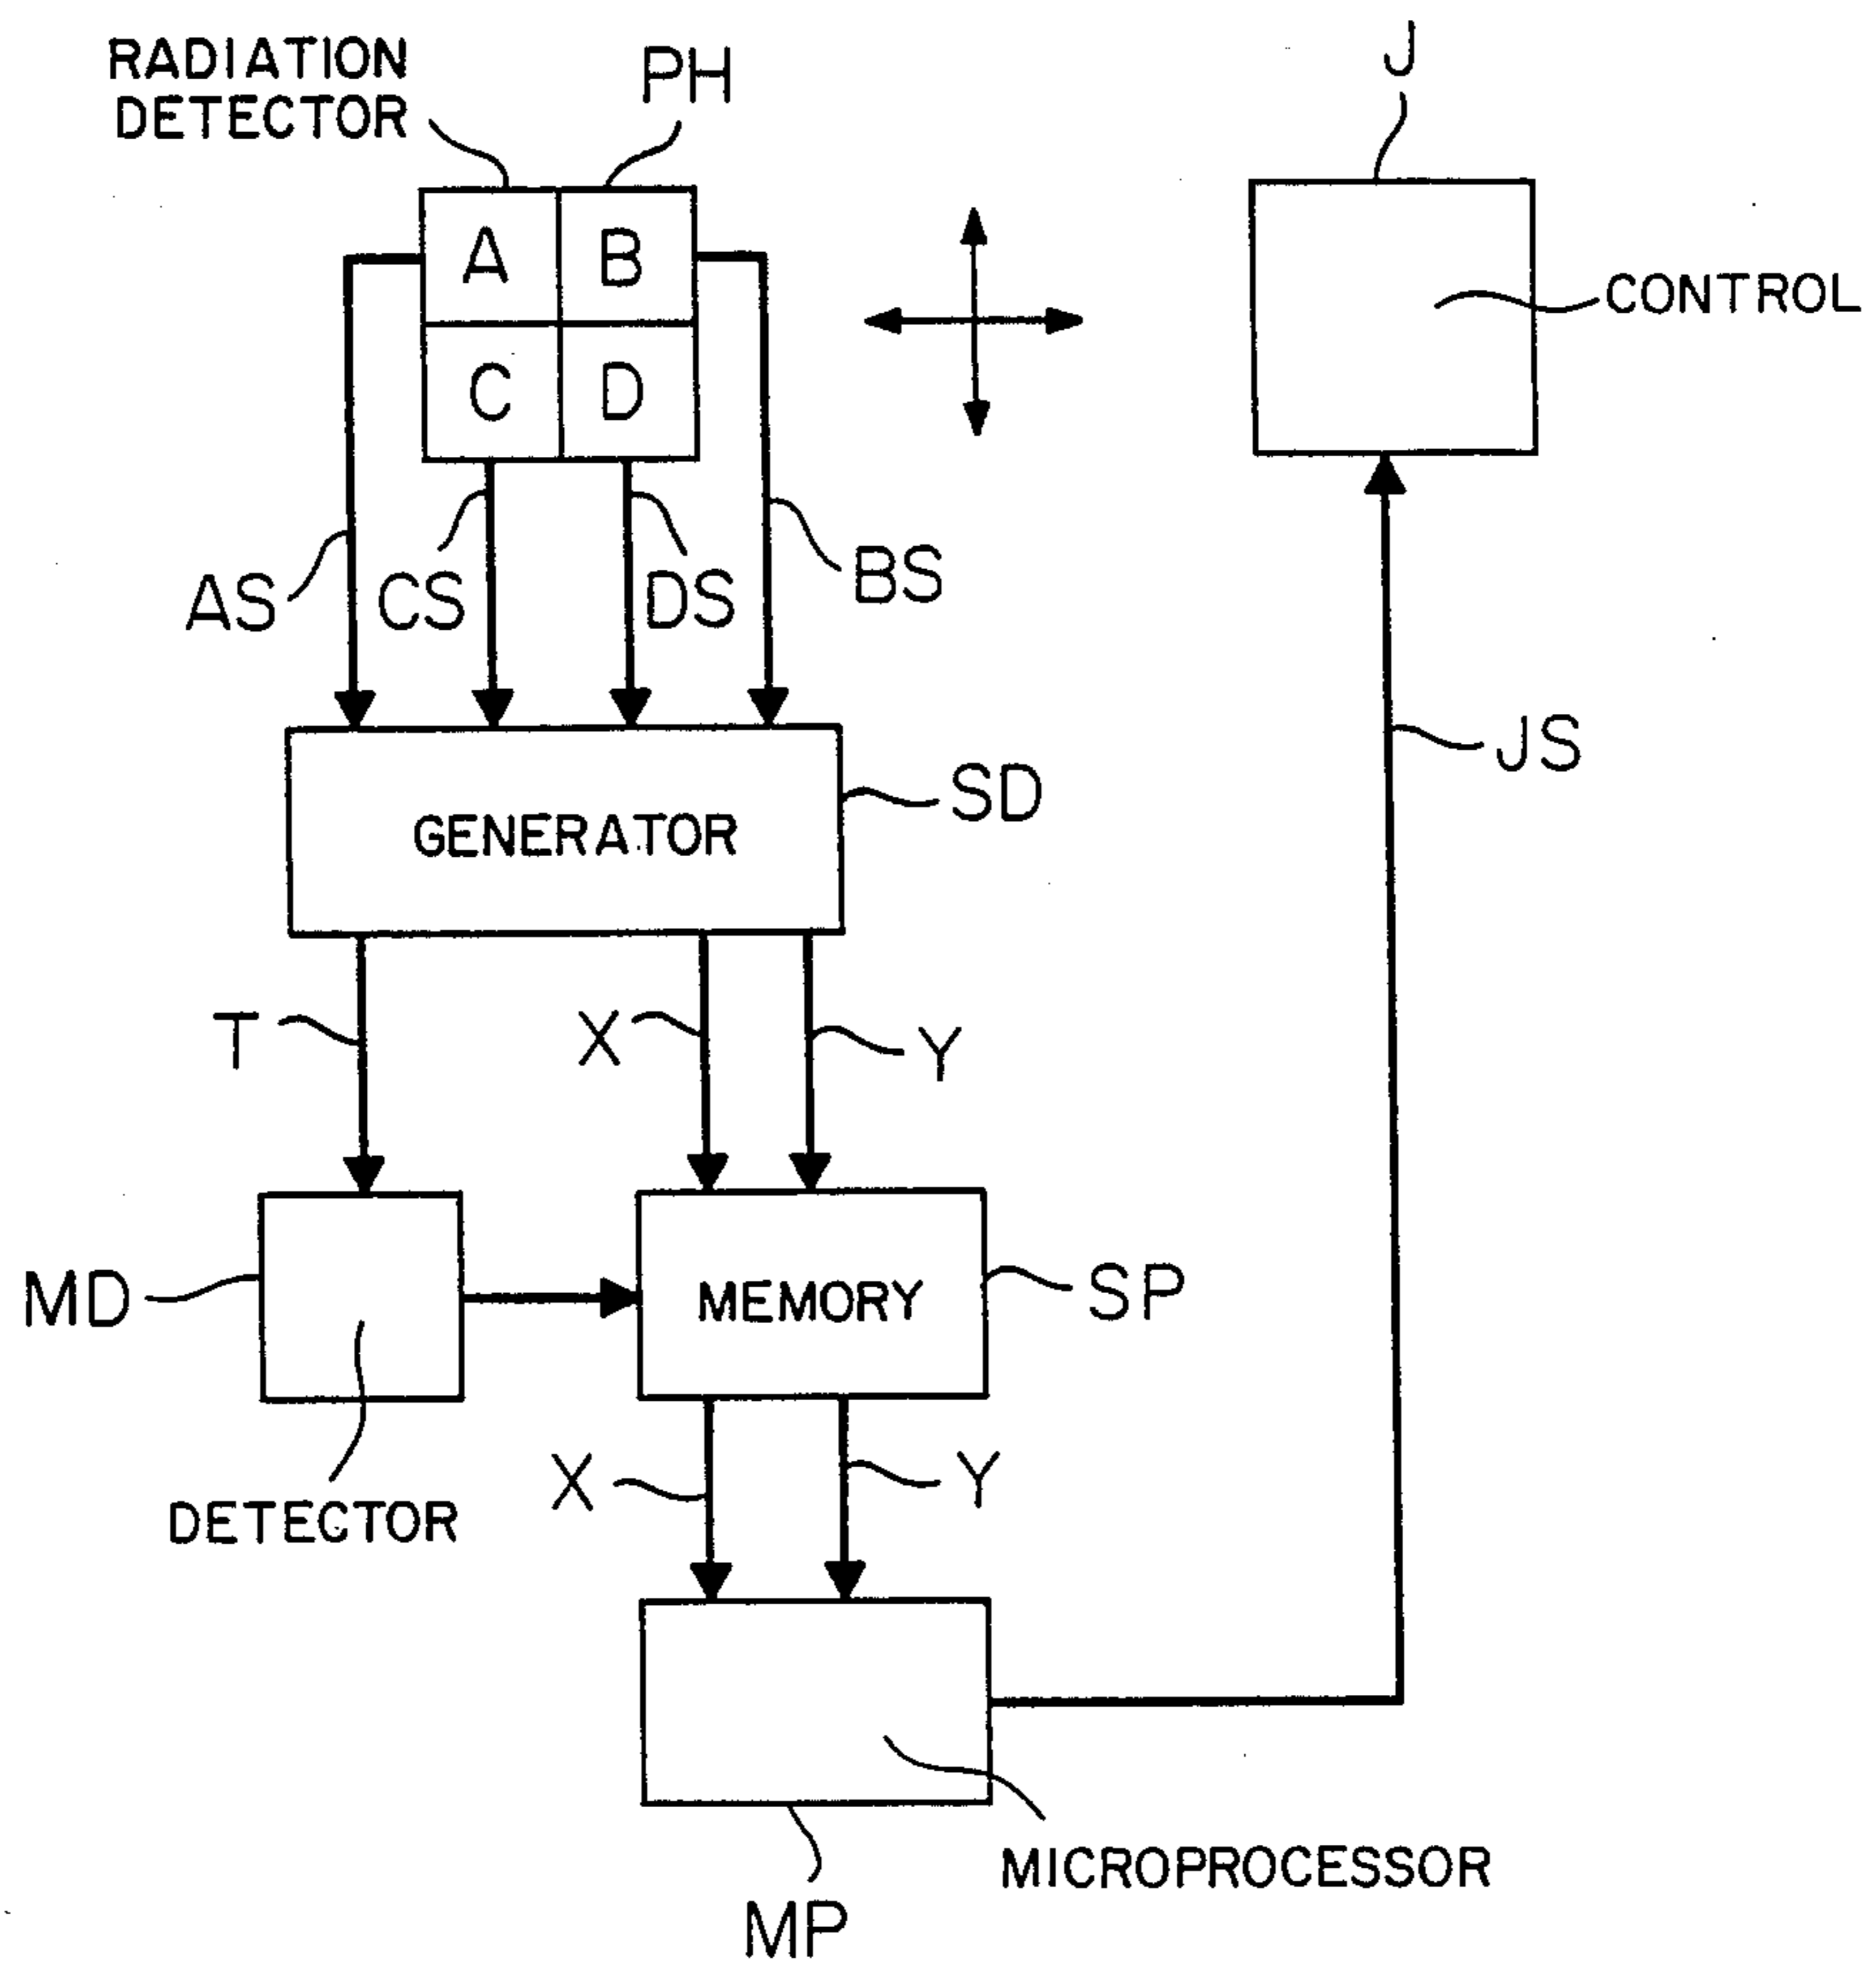 RADIATION
DETECTOR
PH
J
A
B
C
D
CONTROL
AS
CS
DS
BS
JS
GENERATOR
SD
T
X
Y
MD
MEMORY
SP
DETECTOR
X
Y
MICROPROCESSOR
MP